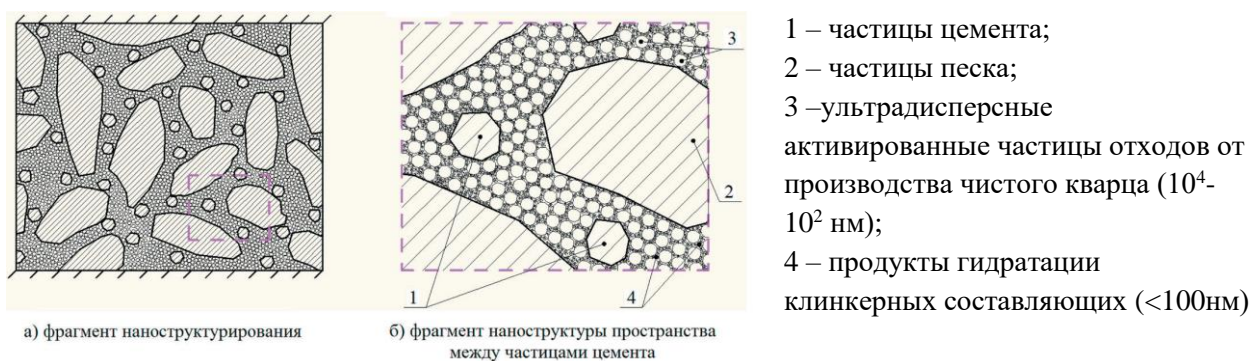 3
2
1
4
а) фрагмент наноструктурирования
б) фрагмент наноструктуры пространства
между частицами цемента
1 – частицы цемента;
2 – частицы песка;
3 –ультрадисперсные
активированные частицы отходов от
производства чистого кварца (10⁴-
10² нм);
4 – продукты гидратации
клинкерных составляющих (<100нм)